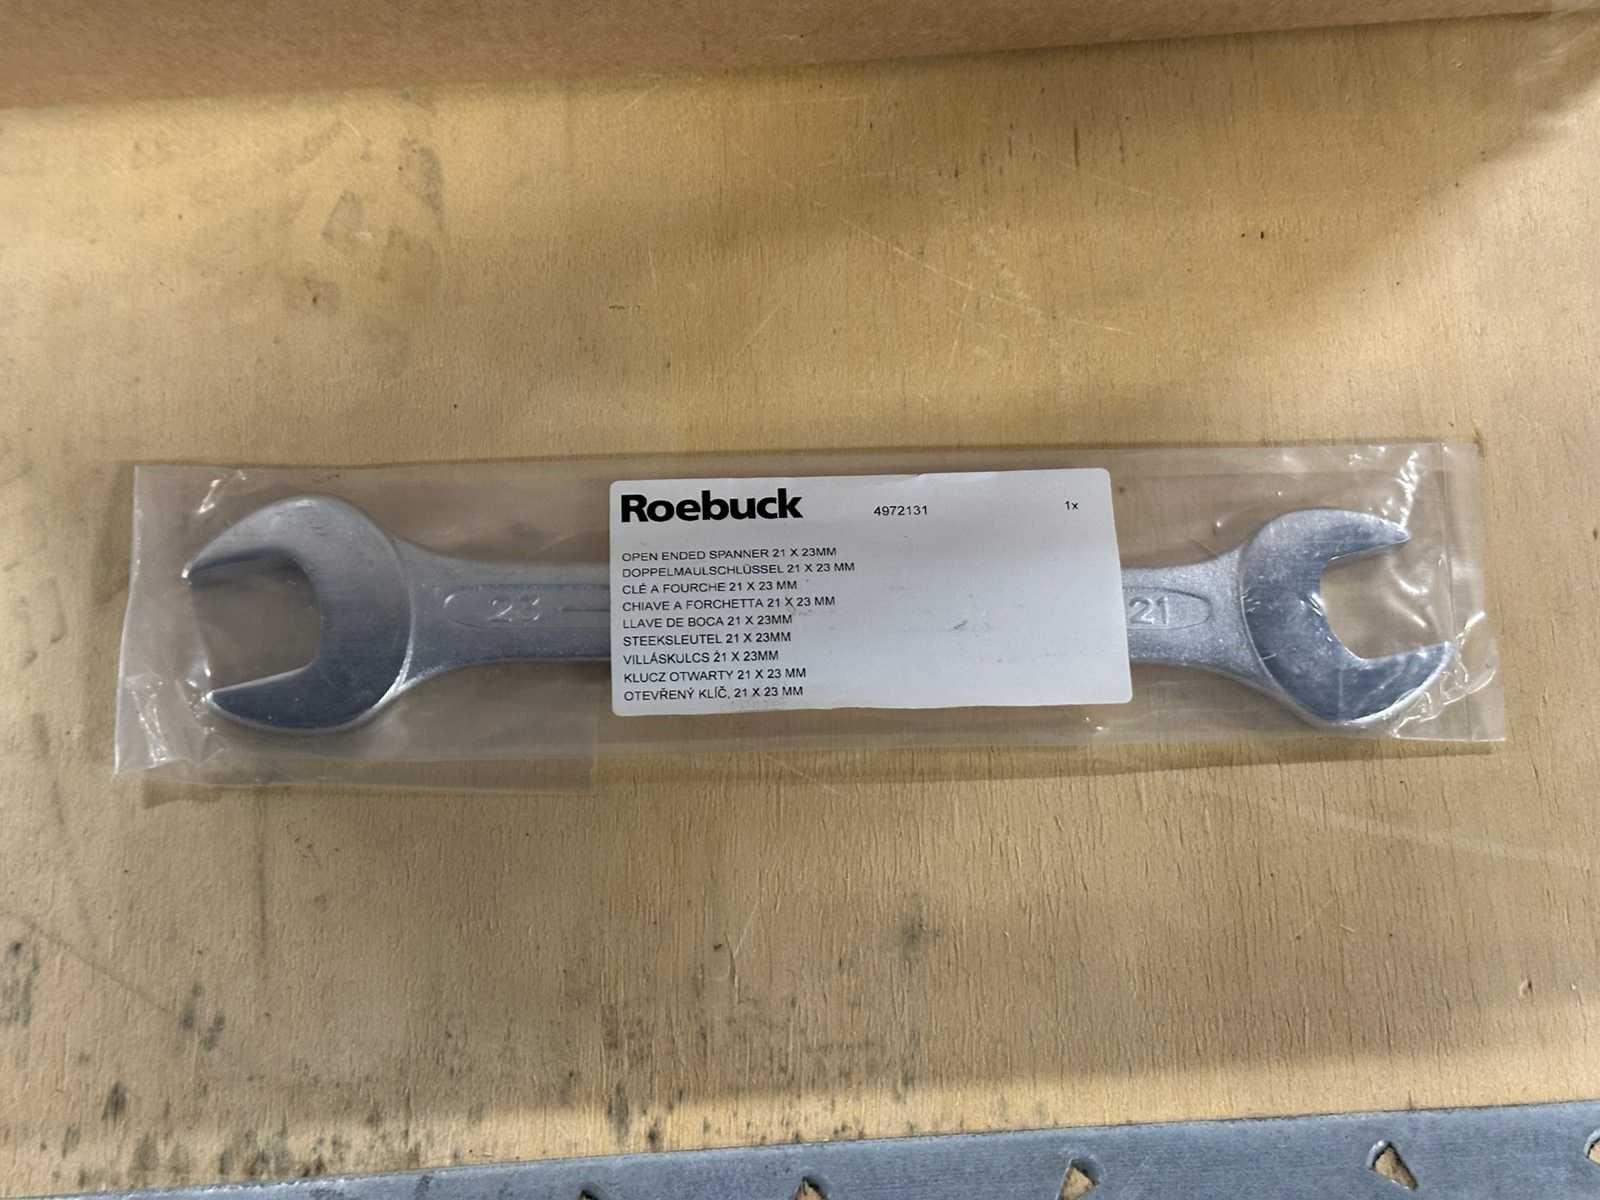 Roebuck 4972131 1x
OPEN ENDED SPANNER 21 X 23MM
DOPPELMAULSCHLÜSSEL 21 X 23 MM
CLÉ A FOURCHE 21 X 23 MM
CHIAVE A FORCHETTA 21 X 23 MM
LLAVE DE BOCA 21 X 23MM
STEEKSLEUTEL 21 X 23MM
VILLÁSKULCS 21 X 23MM
KLUCZ OTWARTY 21 X 23 MM
OTEVŘENÝ KLÍČ, 21 X 23 MM
23
21